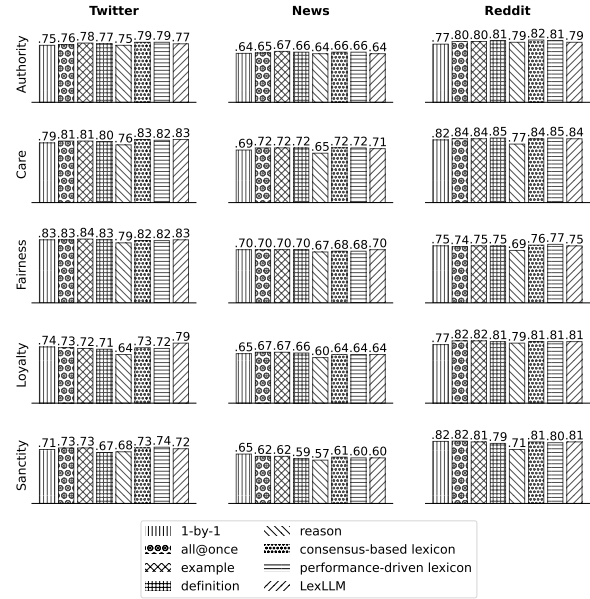 Twitter News Reddit
Authority
.75 .76 .78 .77 .75 .79 .79 .77
.64 .65 .67 .66 .64 .66 .66 .64
.77 .80 .80 .81 .79 .82 .81 .79
Care
.79 .81 .81 .80 .76 .83 .82 .83
.69 .72 .72 .72 .65 .72 .72 .71
.82 .84 .84 .85 .77 .84 .85 .84
Fairness
.83 .83 .84 .83 .79 .82 .82 .83
.70 .70 .70 .70 .67 .68 .68 .70
.75 .74 .75 .75 .69 .76 .77 .75
Loyalty
.74 .73 .72 .71 .64 .73 .72 .79
.65 .67 .67 .66 .60 .64 .64 .64
.77 .82 .82 .81 .79 .81 .81 .81
Sanctity
.71 .73 .73 .67 .68 .73 .74 .72
.65 .62 .62 .59 .57 .61 .60 .60
.82 .82 .81 .79 .71 .81 .80 .81
1-by-1
all@once
example
definition
reason
consensus-based lexicon
performance-driven lexicon
LexLLM